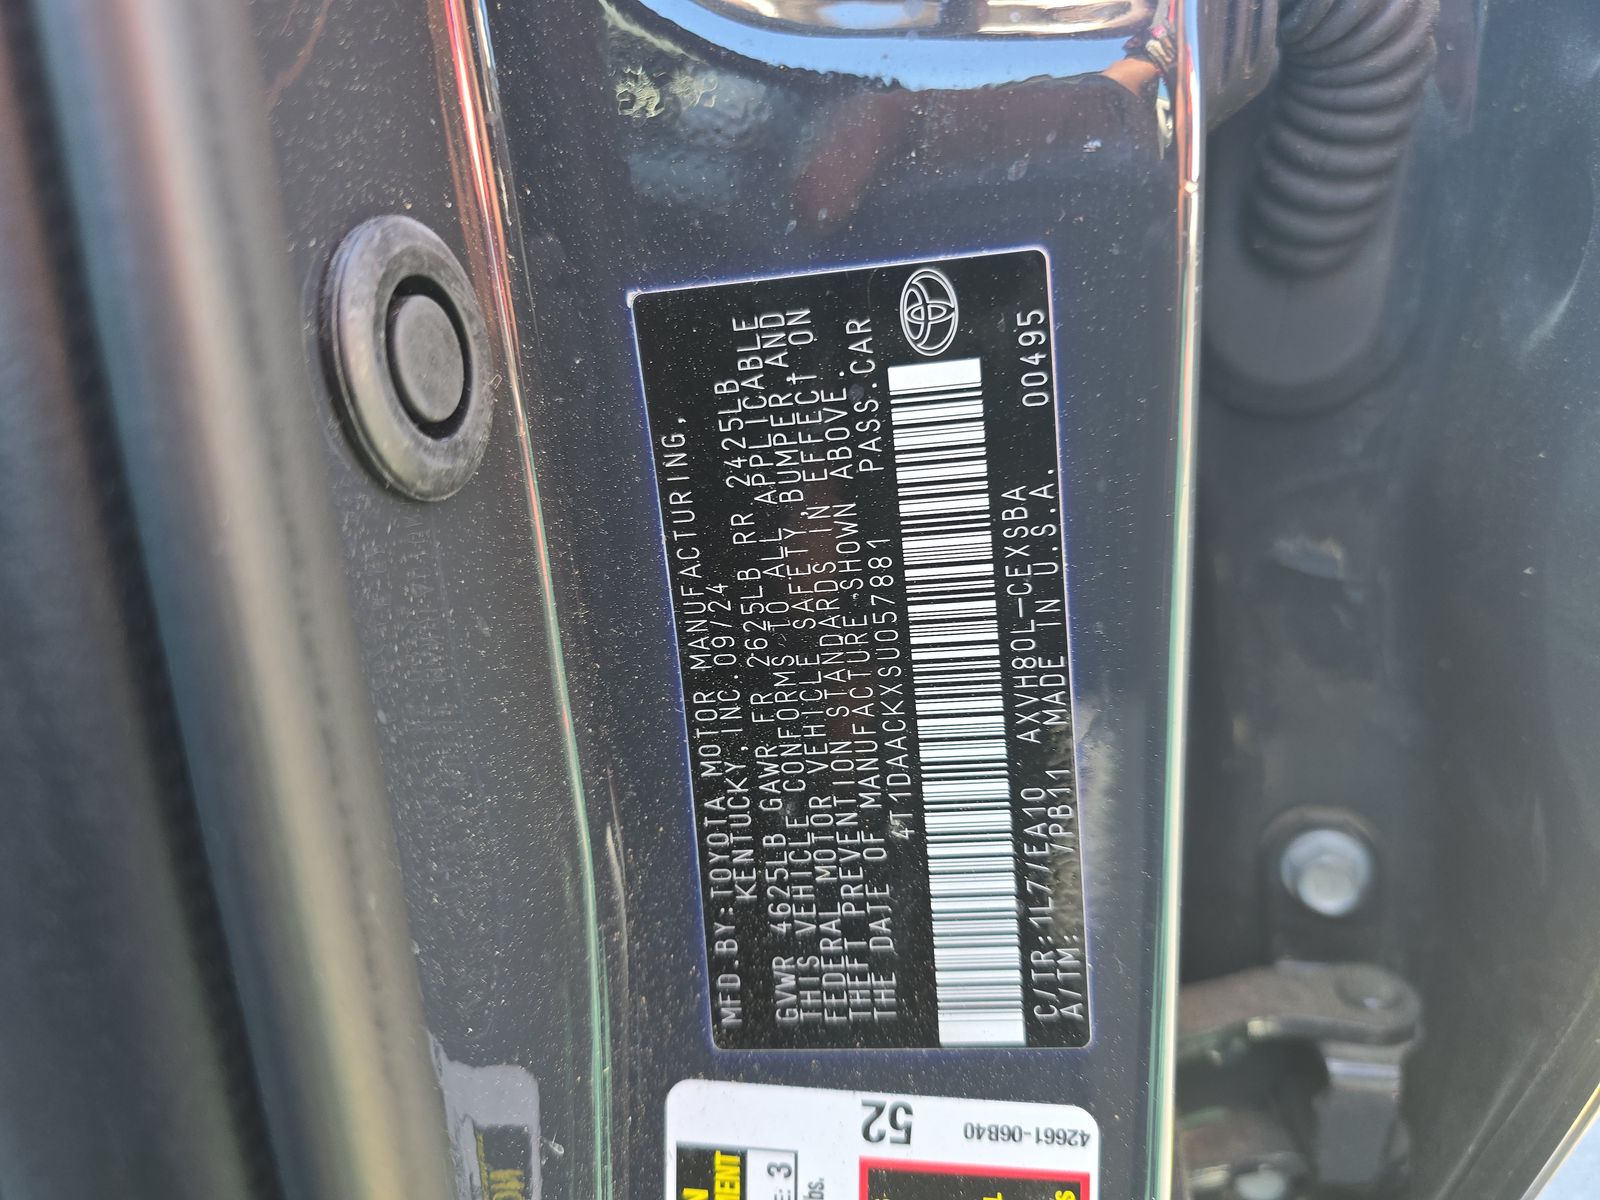 MFD.BY:TOYOTA MOTOR MANUFACTURING,
KENTUCKY, INC. 09/24
GVWR 4625LB GAWR FR 2625LB RR 2425LB
THIS VEHICLE CONFORMS TO ALL APPLICABLE
FEDERAL MOTOR VEHICLE SAFETY,BUMPER, AND
THEFT PREVENTION STANDARDS IN EFFECT ON
THE DATE OF MANUFACTURE SHOWN ABOVE.
4T1DAACKXSU057881 PASS.CAR
C/TR:1L7/EA10 AXVH80L-CEXSBA
A/TM: /PB11 MADE IN U.S.A. 00495
52
42661-06B40
3